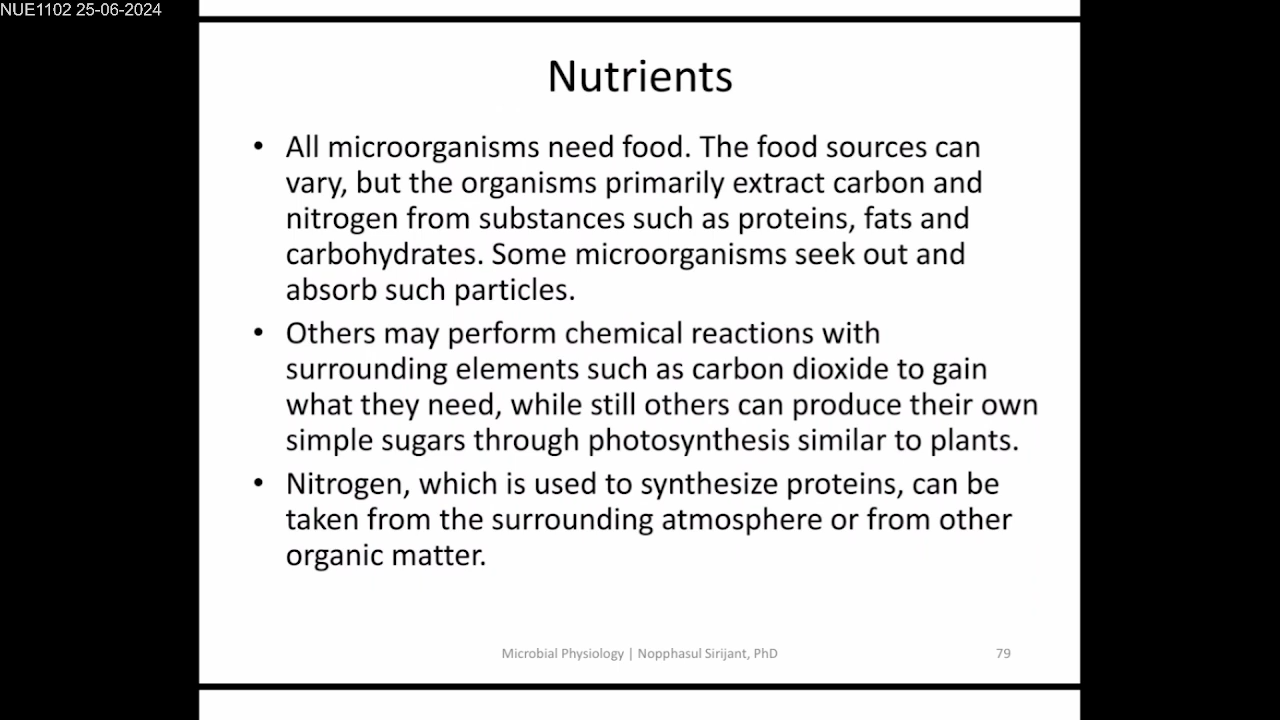 NUE1102 25-06-2024
Nutrients
• All microorganisms need food. The food sources can
vary, but the organisms primarily extract carbon and
nitrogen from substances such as proteins, fats and
carbohydrates. Some microorganisms seek out and
absorb such particles.
• Others may perform chemical reactions with
surrounding elements such as carbon dioxide to gain
what they need, while still others can produce their own
simple sugars through photosynthesis similar to plants.
• Nitrogen, which is used to synthesize proteins, can be
taken from the surrounding atmosphere or from other
organic matter.
Microbial Physiology | Nopphasul Sirijant, PhD 79